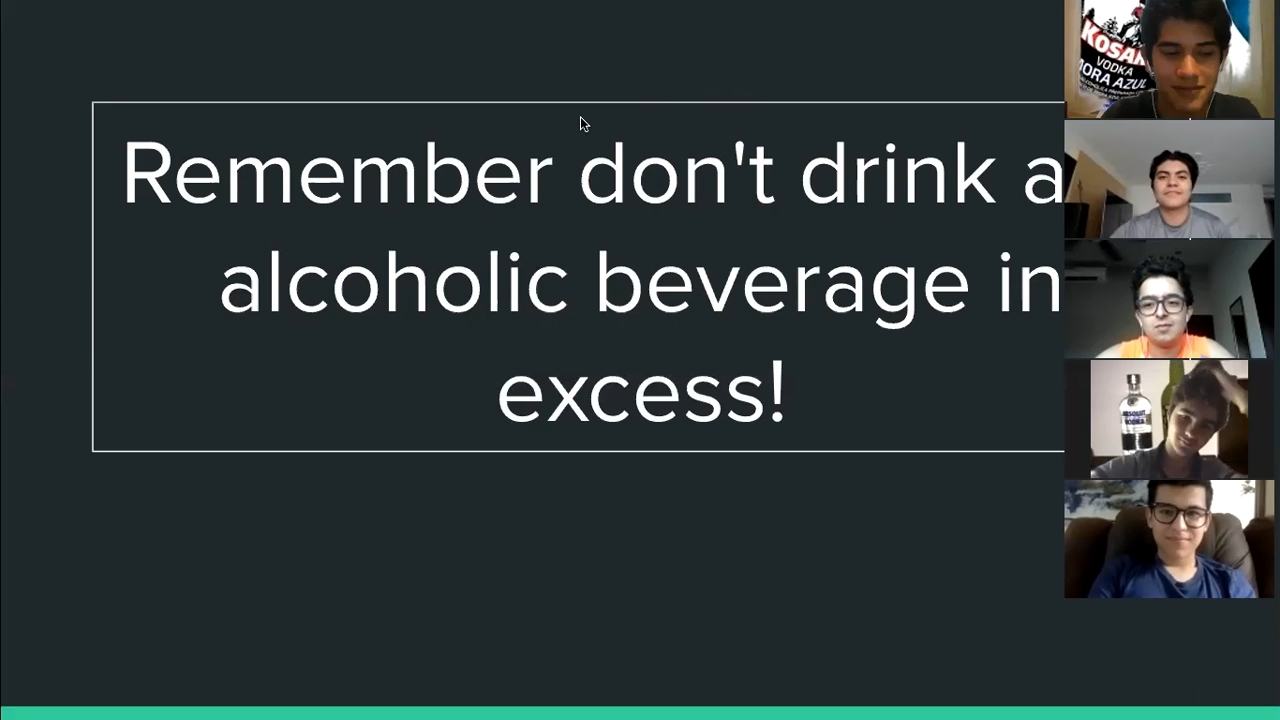 Remember don't drink a
alcoholic beverage in
excess!
KOSAK
VODKA
MORA AZUL
ABSOLUT
VODKA